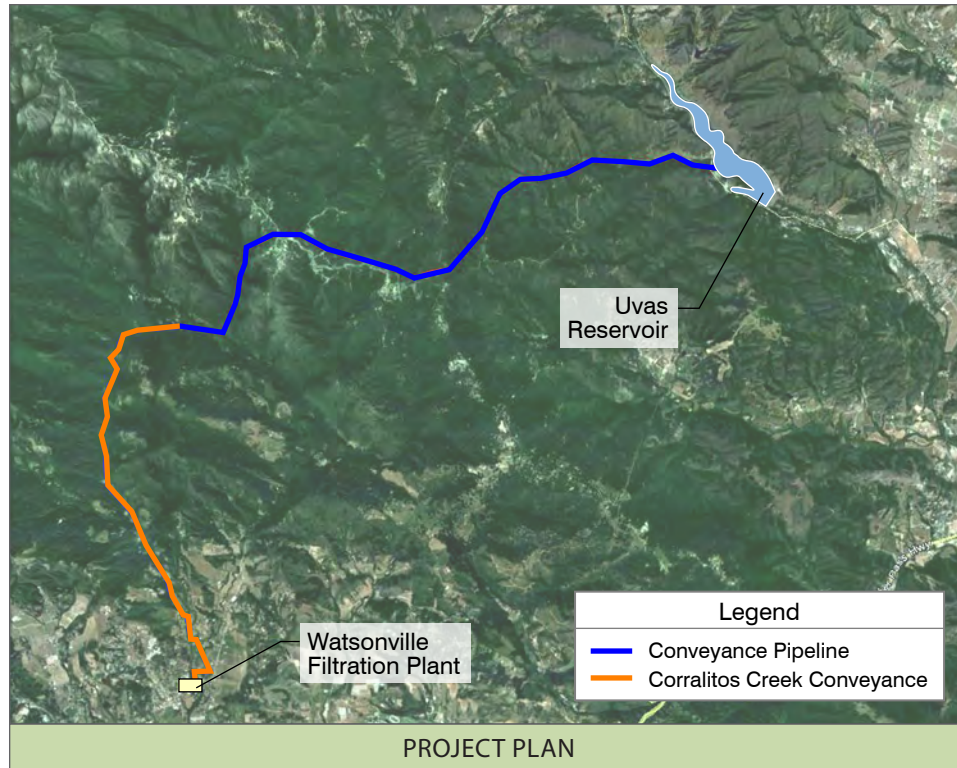 Uvas
Reservoir
Watsonville
Filtration Plant
Legend
Conveyance Pipeline
Corralitos Creek Conveyance
PROJECT PLAN